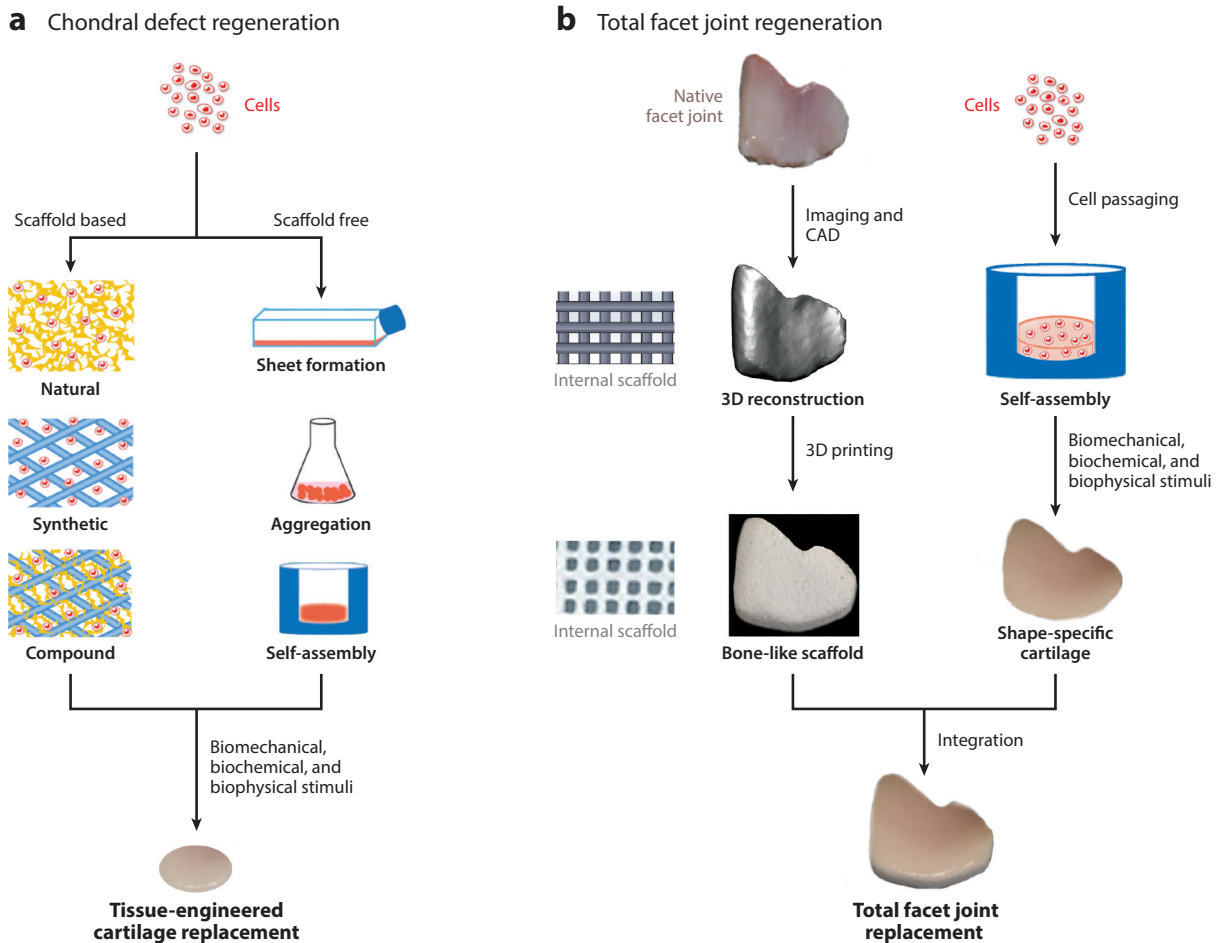 a Chondral defect regeneration
Cells
Scaffold based
Scaffold free
Natural
Sheet formation
Synthetic
Aggregation
Compound
Self-assembly
Biomechanical,
biochemical, and
biophysical stimuli
Tissue-engineered
cartilage replacement
b Total facet joint regeneration
Native
facet joint
Cells
Imaging and
CAD
Cell passaging
Internal scaffold
3D reconstruction
Self-assembly
3D printing
Biomechanical,
biochemical, and
biophysical stimuli
Internal scaffold
Bone-like scaffold
Shape-specific
cartilage
Integration
Total facet joint
replacement